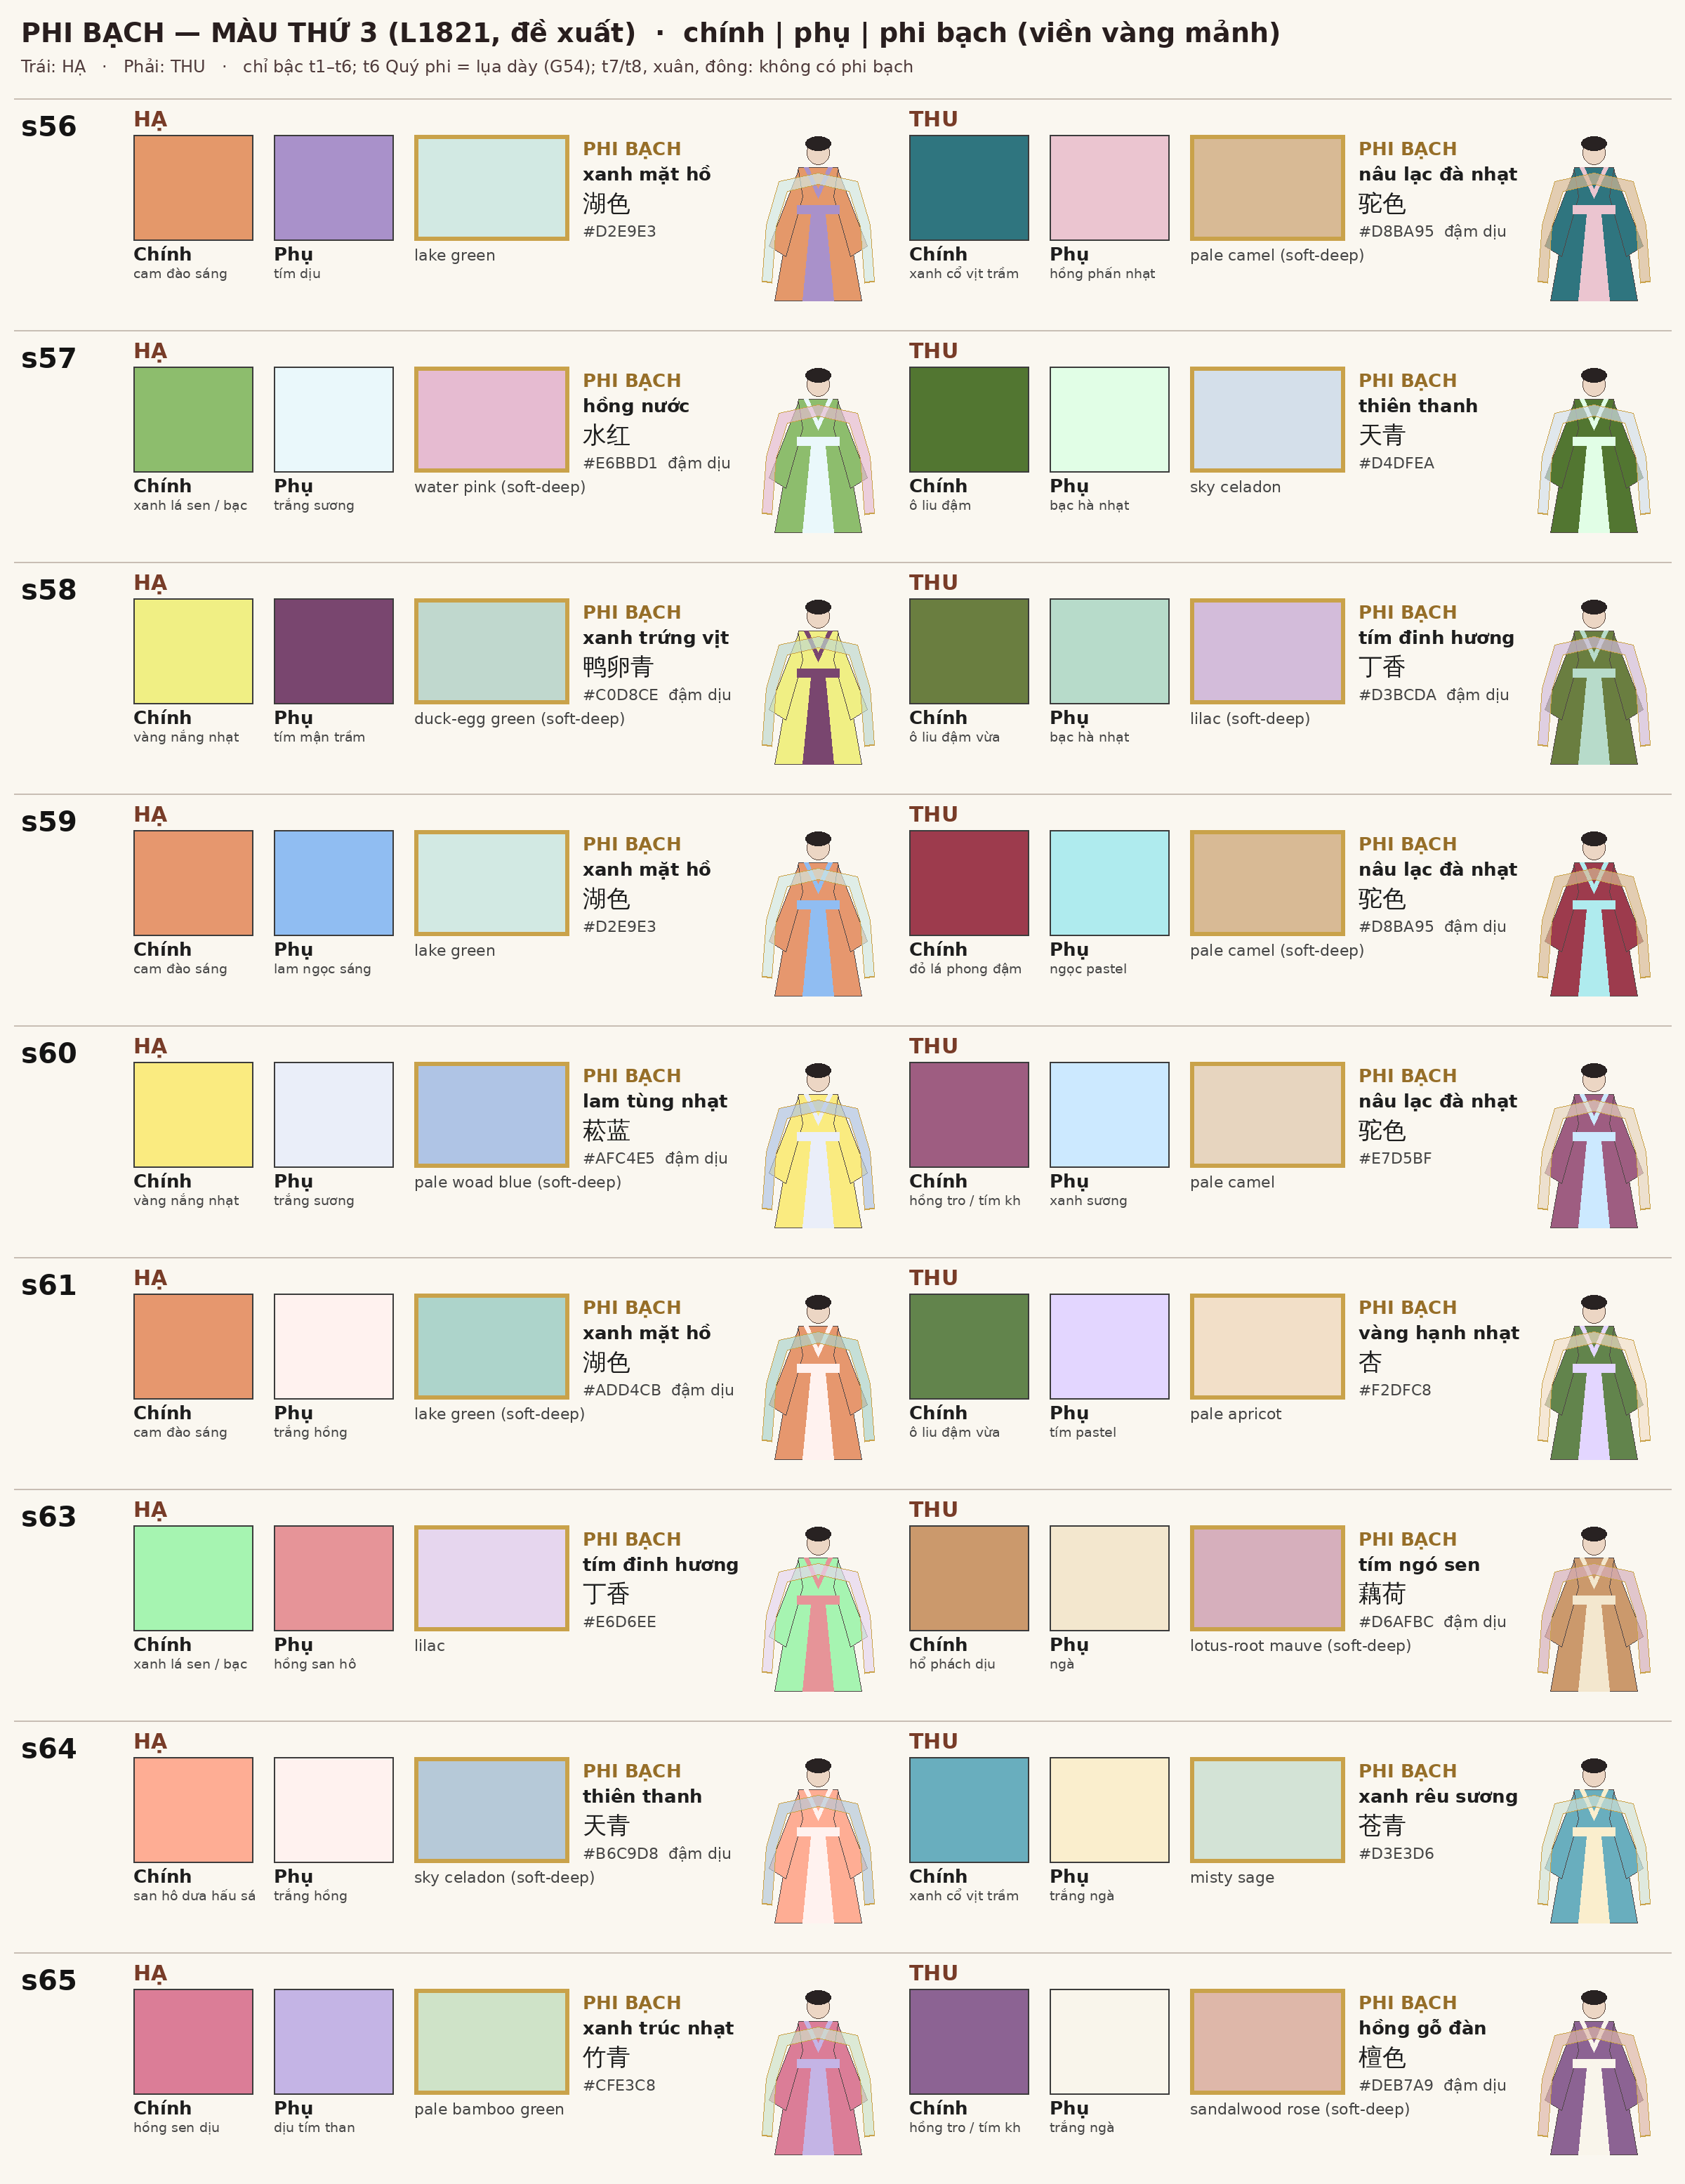 PHI BẠCH — MÀU THỨ 3 (L1821, đề xuất)  ·  chính | phụ | phi bạch (viền vàng mảnh)
Trái: HẠ  ·  Phải: THU  ·  chỉ bậc t1–t6; t6 Quý phi = lụa dày (G54); t7/t8, xuân, đông: không có phi bạch
s56
HẠ
Chính
cam đào sáng
Phụ
tím dịu
lake green
PHI BẠCH
xanh mặt hồ
湖色
#D2E9E3
THU
Chính
xanh cổ vịt trầm
Phụ
hồng phấn nhạt
pale camel (soft-deep)
PHI BẠCH
nâu lạc đà nhạt
驼色
#D8BA95 đậm dịu
s57
HẠ
Chính
xanh lá sen / bạc
Phụ
trắng sương
water pink (soft-deep)
PHI BẠCH
hồng nước
水红
#E6BBD1 đậm dịu
THU
Chính
ô liu đậm
Phụ
bạc hà nhạt
sky celadon
PHI BẠCH
thiên thanh
天青
#D4DFEA
s58
HẠ
Chính
vàng nắng nhạt
Phụ
tím mận trầm
duck-egg green (soft-deep)
PHI BẠCH
xanh trứng vịt
鸭卵青
#C0D8CE đậm dịu
THU
Chính
ô liu đậm vừa
Phụ
bạc hà nhạt
lilac (soft-deep)
PHI BẠCH
tím đinh hương
丁香
#D3BCDA đậm dịu
s59
HẠ
Chính
cam đào sáng
Phụ
lam ngọc sáng
lake green
PHI BẠCH
xanh mặt hồ
湖色
#D2E9E3
THU
Chính
đỏ lá phong đậm
Phụ
ngọc pastel
pale camel (soft-deep)
PHI BẠCH
nâu lạc đà nhạt
驼色
#D8BA95 đậm dịu
s60
HẠ
Chính
vàng nắng nhạt
Phụ
trắng sương
pale woad blue (soft-deep)
PHI BẠCH
lam tùng nhạt
菘蓝
#AFC4E5 đậm dịu
THU
Chính
hồng tro / tím kh
Phụ
xanh sương
pale camel
PHI BẠCH
nâu lạc đà nhạt
驼色
#E7D5BF
s61
HẠ
Chính
cam đào sáng
Phụ
trắng hồng
lake green (soft-deep)
PHI BẠCH
xanh mặt hồ
湖色
#ADD4CB đậm dịu
THU
Chính
ô liu đậm vừa
Phụ
tím pastel
pale apricot
PHI BẠCH
vàng hạnh nhạt
杏
#F2DFC8
s63
HẠ
Chính
xanh lá sen / bạc
Phụ
hồng san hô
lilac
PHI BẠCH
tím đinh hương
丁香
#E6D6EE
THU
Chính
hổ phách dịu
Phụ
ngà
lotus-root mauve (soft-deep)
PHI BẠCH
tím ngó sen
藕荷
#D6AFBC đậm dịu
s64
HẠ
Chính
san hô dưa hấu sá
Phụ
trắng hồng
sky celadon (soft-deep)
PHI BẠCH
thiên thanh
天青
#B6C9D8 đậm dịu
THU
Chính
xanh cổ vịt trầm
Phụ
trắng ngà
misty sage
PHI BẠCH
xanh rêu sương
苍青
#D3E3D6
s65
HẠ
Chính
hồng sen dịu
Phụ
dịu tím than
pale bamboo green
PHI BẠCH
xanh trúc nhạt
竹青
#CFE3C8
THU
Chính
hồng tro / tím kh
Phụ
trắng ngà
sandalwood rose (soft-deep)
PHI BẠCH
hồng gỗ đàn
檀色
#DEB7A9 đậm dịu